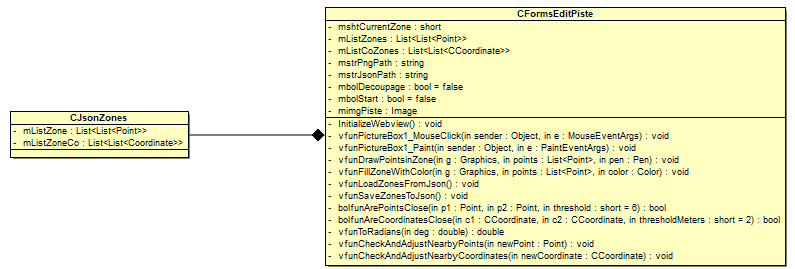 CFormsEditPiste
- mshtCurrentZone : short
- mListZones : List<List<Point>>
- mListCoZones : List<List<CCoordinate>>
- mstrPngPath : string
- mstrJsonPath : string
- mbolDecoupage : bool = false
- mbolStart : bool = false
- mimgPiste : Image
- InitializeWebview() : void
- vfunPictureBox1_MouseClick(in sender : Object, in e : MouseEventArgs) : void
- vfunPictureBox1_Paint(in sender : Object, in e : PaintEventArgs) : void
- vfunDrawPointsinZone(in g : Graphics, in points : List<Point>, in pen : Pen) : void
- vfunFillZoneWithColor(in g : Graphics, in points : List<Point>, in color : Color) : void
- vfunLoadZonesFromJson() : void
- vfunSaveZonesToJson() : void
- bolfunArePointsClose(in p1 : Point, in p2 : Point, in threshold : short = 6) : bool
- bolfunAreCoordinatesClose(in c1 : CCoordinate, in c2 : CCoordinate, in thresholdMeters : short = 2) : bool
- vfunToRadians(in deg : double) : double
- vfunCheckAndAdjustNearbyPoints(in newPoint : Point) : void
- vfunCheckAndAdjustNearbyCoordinates(in newCoordinate : CCoordinate) : void
CJsonZones
- mListZone : List<List<Point>>
- mListZoneCo : List<List<Coordinate>>